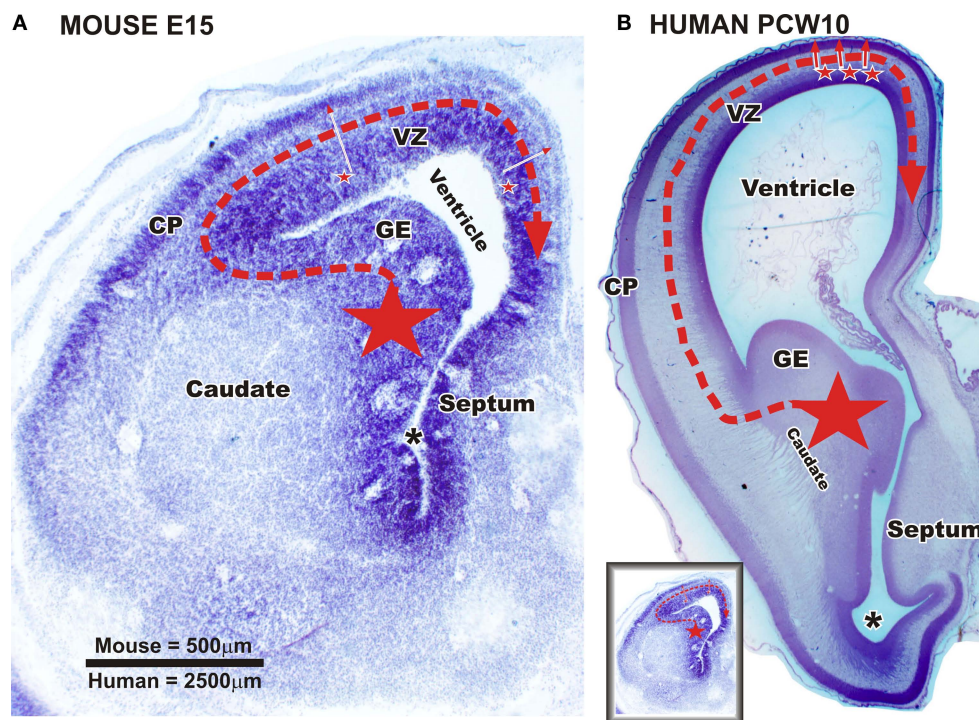 A MOUSE E15
VZ
Ventricle
CP
GE
Caudate
Septum
*
Mouse = 500μm
Human = 2500μm
B HUMAN PCW10
VZ
Ventricle
CP
GE
Caudate
Septum
*